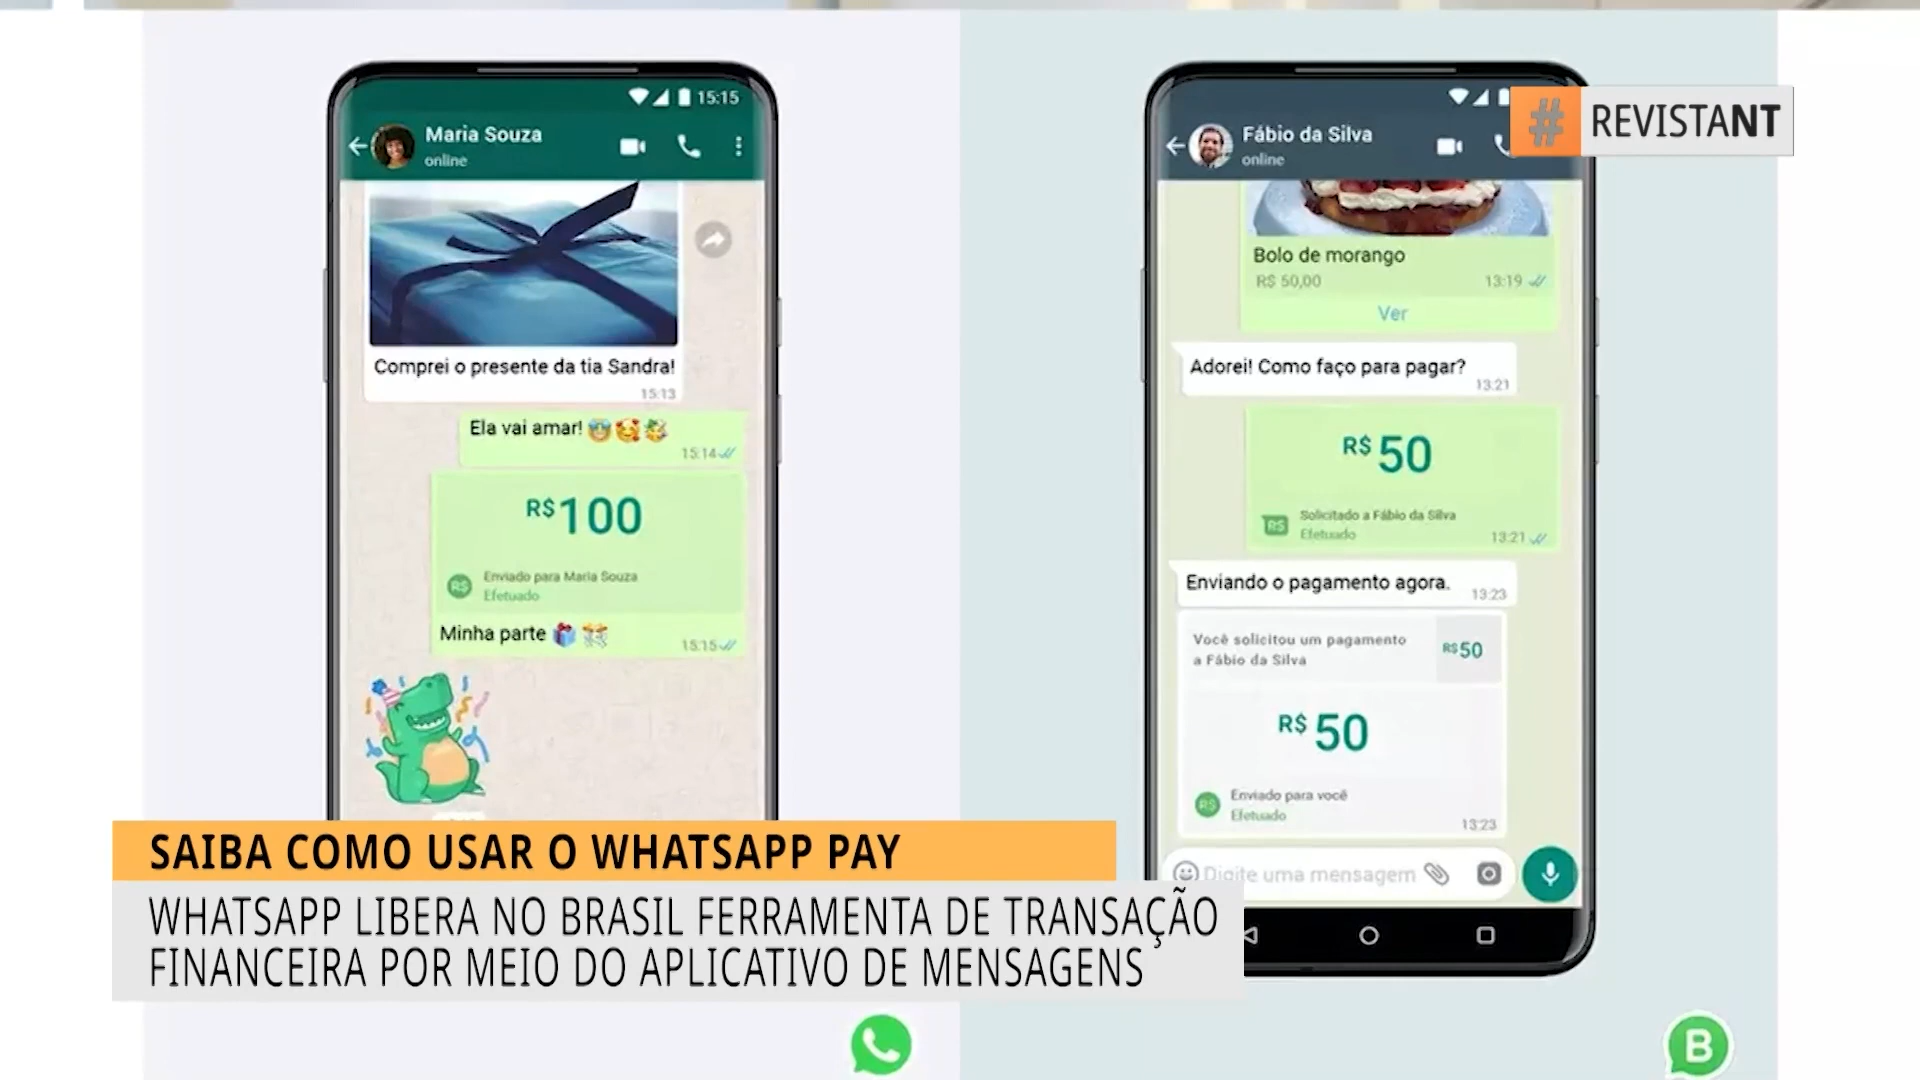 15:15
Maria Souza
online
Comprei o presente da tia Sandra!
15:13
Ela vai amar!
15:14
R$100
R$
Enviado para Maria Souza
Efetuado
Minha parte
15:15
Fábio da Silva
online
# REVISTANT
Bolo de morango
R$ 50,00
13:19
Ver
Adorei! Como faço para pagar?
13:21
R$ 50
R$
Solicitado a Fábio da Silva
Efetuado
13:21
Enviando o pagamento agora.
13:23
Você solicitou um pagamento
a Fábio da Silva
R$50
R$ 50
R$
Enviado para você
Efetuado
13:23
Digite uma mensagem
SAIBA COMO USAR O WHATSAPP PAY
WHATSAPP LIBERA NO BRASIL FERRAMENTA DE TRANSAÇÃO
FINANCEIRA POR MEIO DO APLICATIVO DE MENSAGENS
B